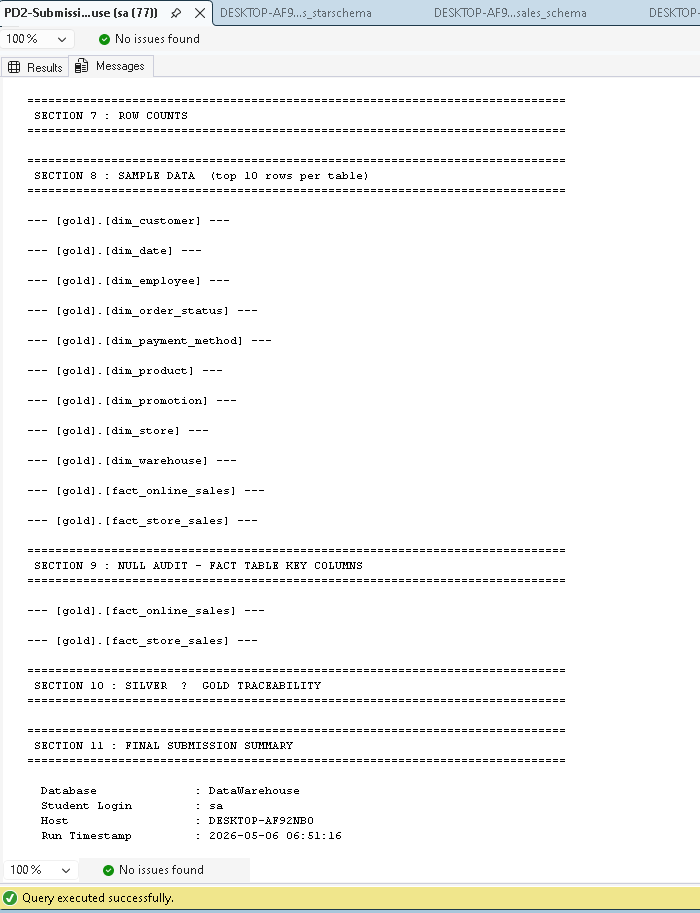 PD2-Submissi...use (sa (77)) DESKTOP-AF9...s_starschema DESKTOP-AF9...sales_schema DESKTOP-
100 % No issues found
Results Messages
================================================================================
SECTION 7 : ROW COUNTS
================================================================================
================================================================================
SECTION 8 : SAMPLE DATA (top 10 rows per table)
================================================================================
--- [gold].[dim_customer] ---
--- [gold].[dim_date] ---
--- [gold].[dim_employee] ---
--- [gold].[dim_order_status] ---
--- [gold].[dim_payment_method] ---
--- [gold].[dim_product] ---
--- [gold].[dim_promotion] ---
--- [gold].[dim_store] ---
--- [gold].[dim_warehouse] ---
--- [gold].[fact_online_sales] ---
--- [gold].[fact_store_sales] ---
================================================================================
SECTION 9 : NULL AUDIT - FACT TABLE KEY COLUMNS
================================================================================
--- [gold].[fact_online_sales] ---
--- [gold].[fact_store_sales] ---
================================================================================
SECTION 10 : SILVER ? GOLD TRACEABILITY
================================================================================
================================================================================
SECTION 11 : FINAL SUBMISSION SUMMARY
================================================================================
Database : DataWarehouse
Student Login : sa
Host : DESKTOP-AF92NBO
Run Timestamp : 2026-05-06 06:51:16
100 % No issues found
Query executed successfully.